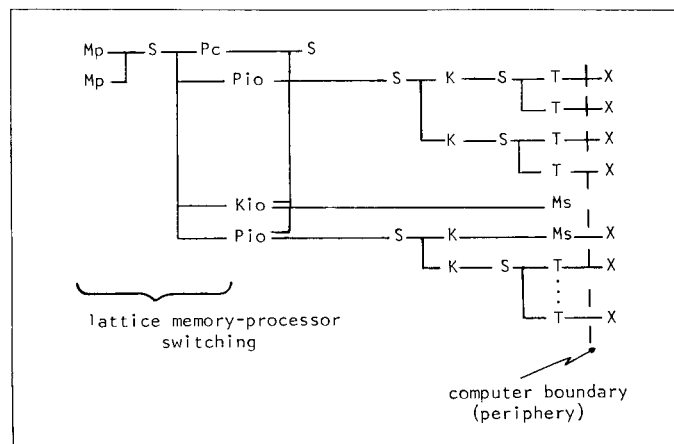 Mp S Pc S
Mp Pio S K S T X
T X
K S T X
T X
Kio Ms
Pio S K Ms X
K S T X
T X
lattice memory-processor
switching
computer boundary
(periphery)